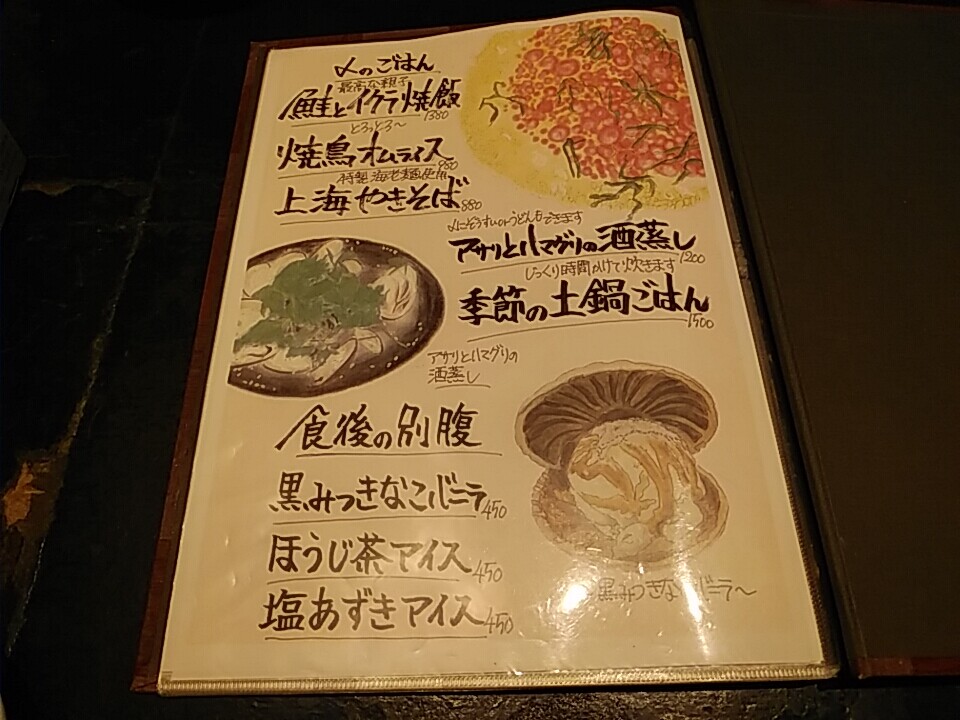 〆のごはん
最高な親子
鮭とイクラ焼飯
1380
とろっとろ〜
焼鳥オムライス
980
特製海老麺使用
上海やきそば
880
〆にぞうすいorうどんもできます
アサリとハマグリの酒蒸し
1200
じっくり時間かけて炊きます
季節の土鍋ごはん
1500
アサリとハマグリの
酒蒸し
食後の別腹
黒みつきなこバニラ
450
ほうじ茶アイス
450
塩あずきアイス
450
黒みつきなこバニラ〜